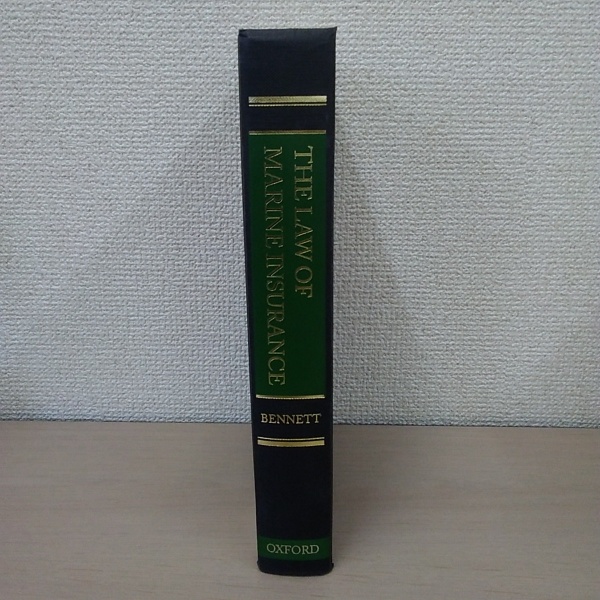 THE LAW OF
MARINE INSURANCE
BENNETT
OXFORD